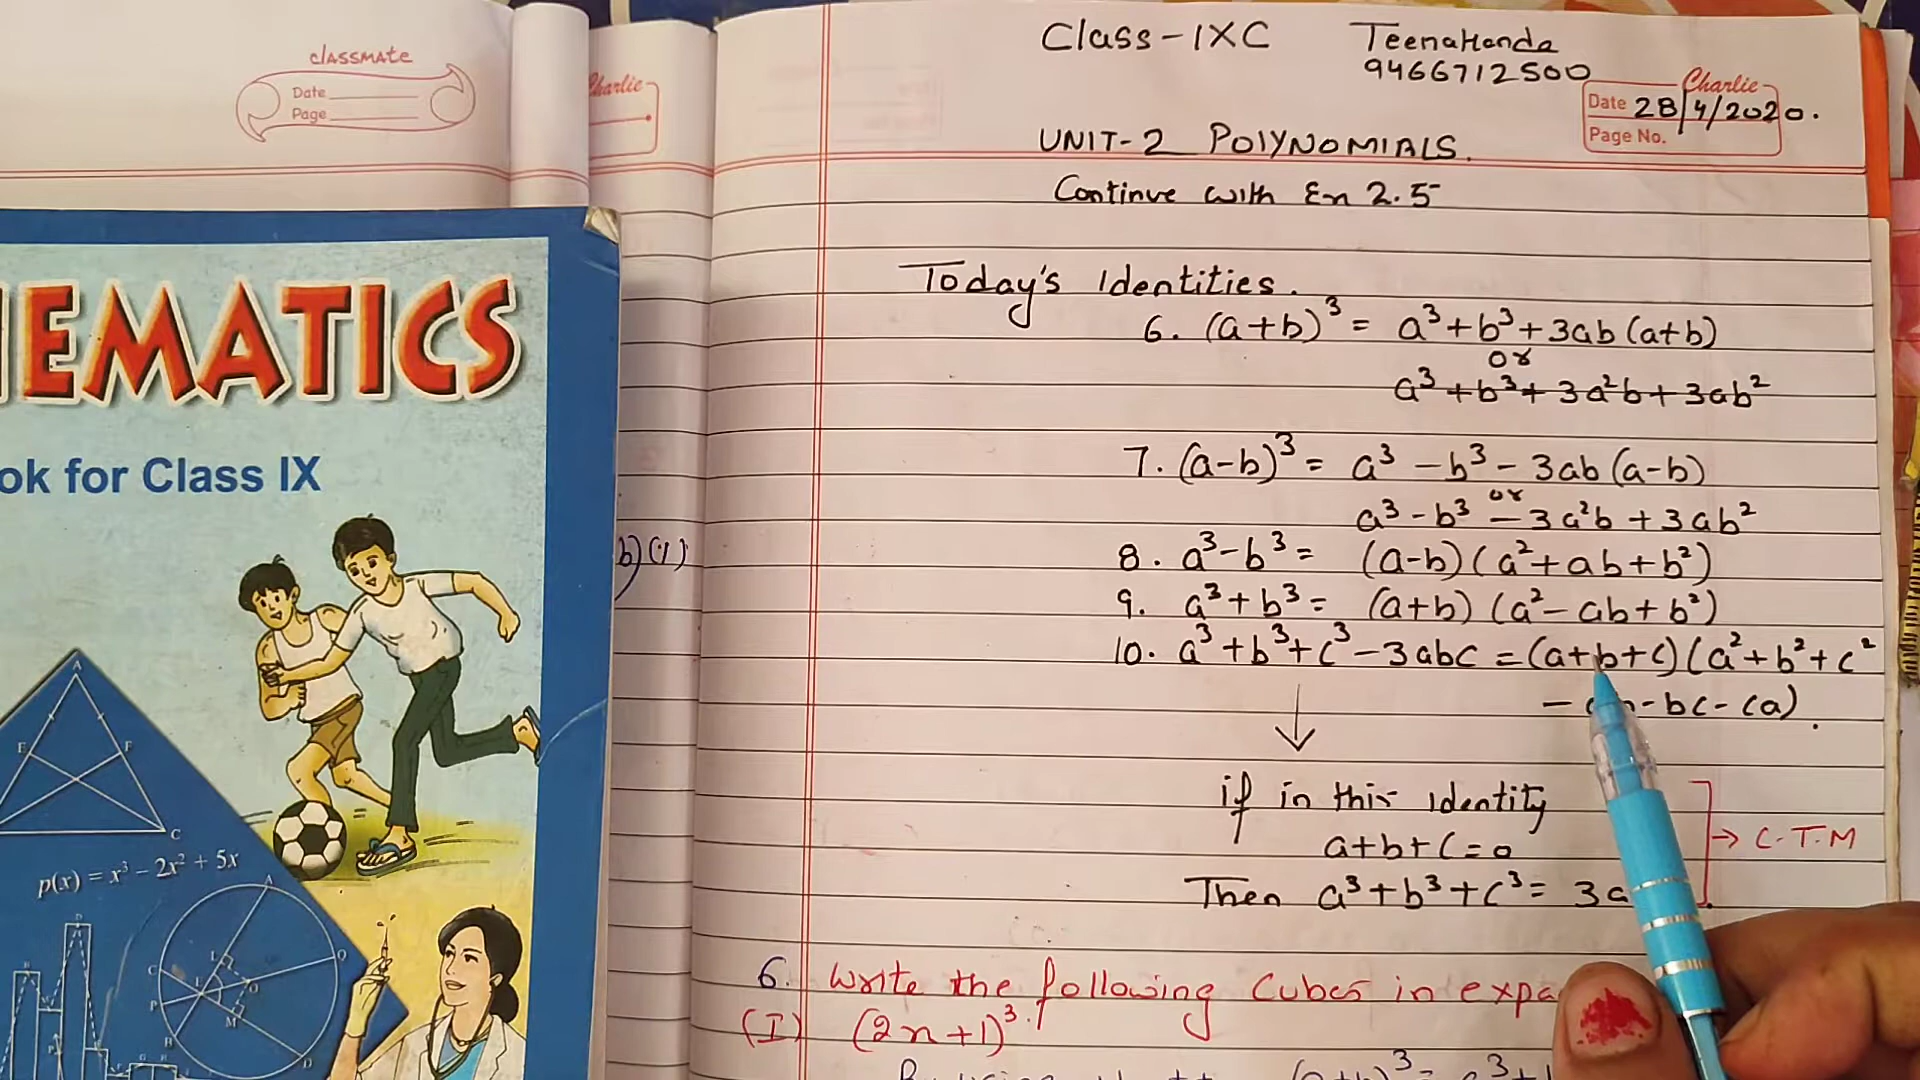 classmate
Date
Page
Charlie
EMATICS
ok for Class IX
p(x) = x³ − 2x² + 5x
b) (1)
Class-IXC TeenaHanda
9466712500
Charlie
Date 28/4/2020.
Page No.
UNIT-2 POLYNOMIALS.
Continue with Ex 2.5
Today's Identities.
6. (a+b)³ = a³+b³+3ab(a+b)
or
a³+b³+3a²b+3ab²
7. (a-b)³ = a³-b³-3ab(a-b)
or
a³-b³-3a²b+3ab²
8. a³-b³= (a-b)(a²+ab+b²)
9. a³+b³= (a+b)(a²-ab+b²)
10. a³+b³+c³-3abc =(a+b+c)(a²+b²+c²
- bc-ca).
if in this Identity
a+b+c=0
→ C.T.M
Then a³+b³+c³= 3a
6. Write the following Cubes in expa
(I) (2x+1)³.